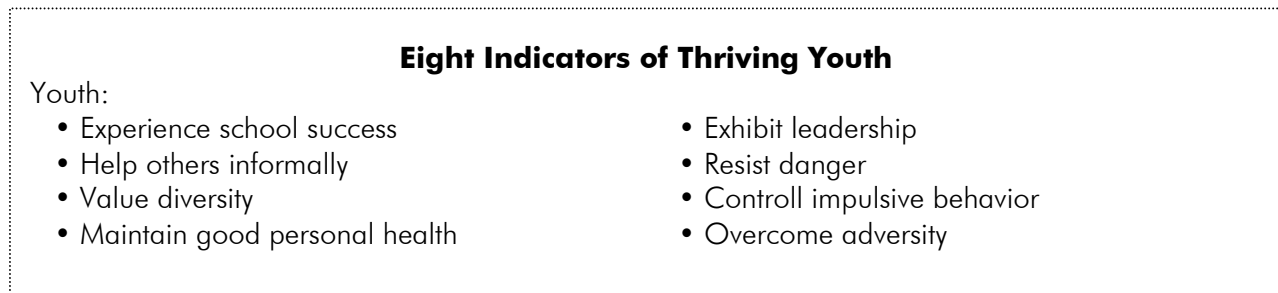 Eight Indicators of Thriving Youth
Youth:
• Experience school success
• Help others informally
• Value diversity
• Maintain good personal health
• Exhibit leadership
• Resist danger
• Controll impulsive behavior
• Overcome adversity